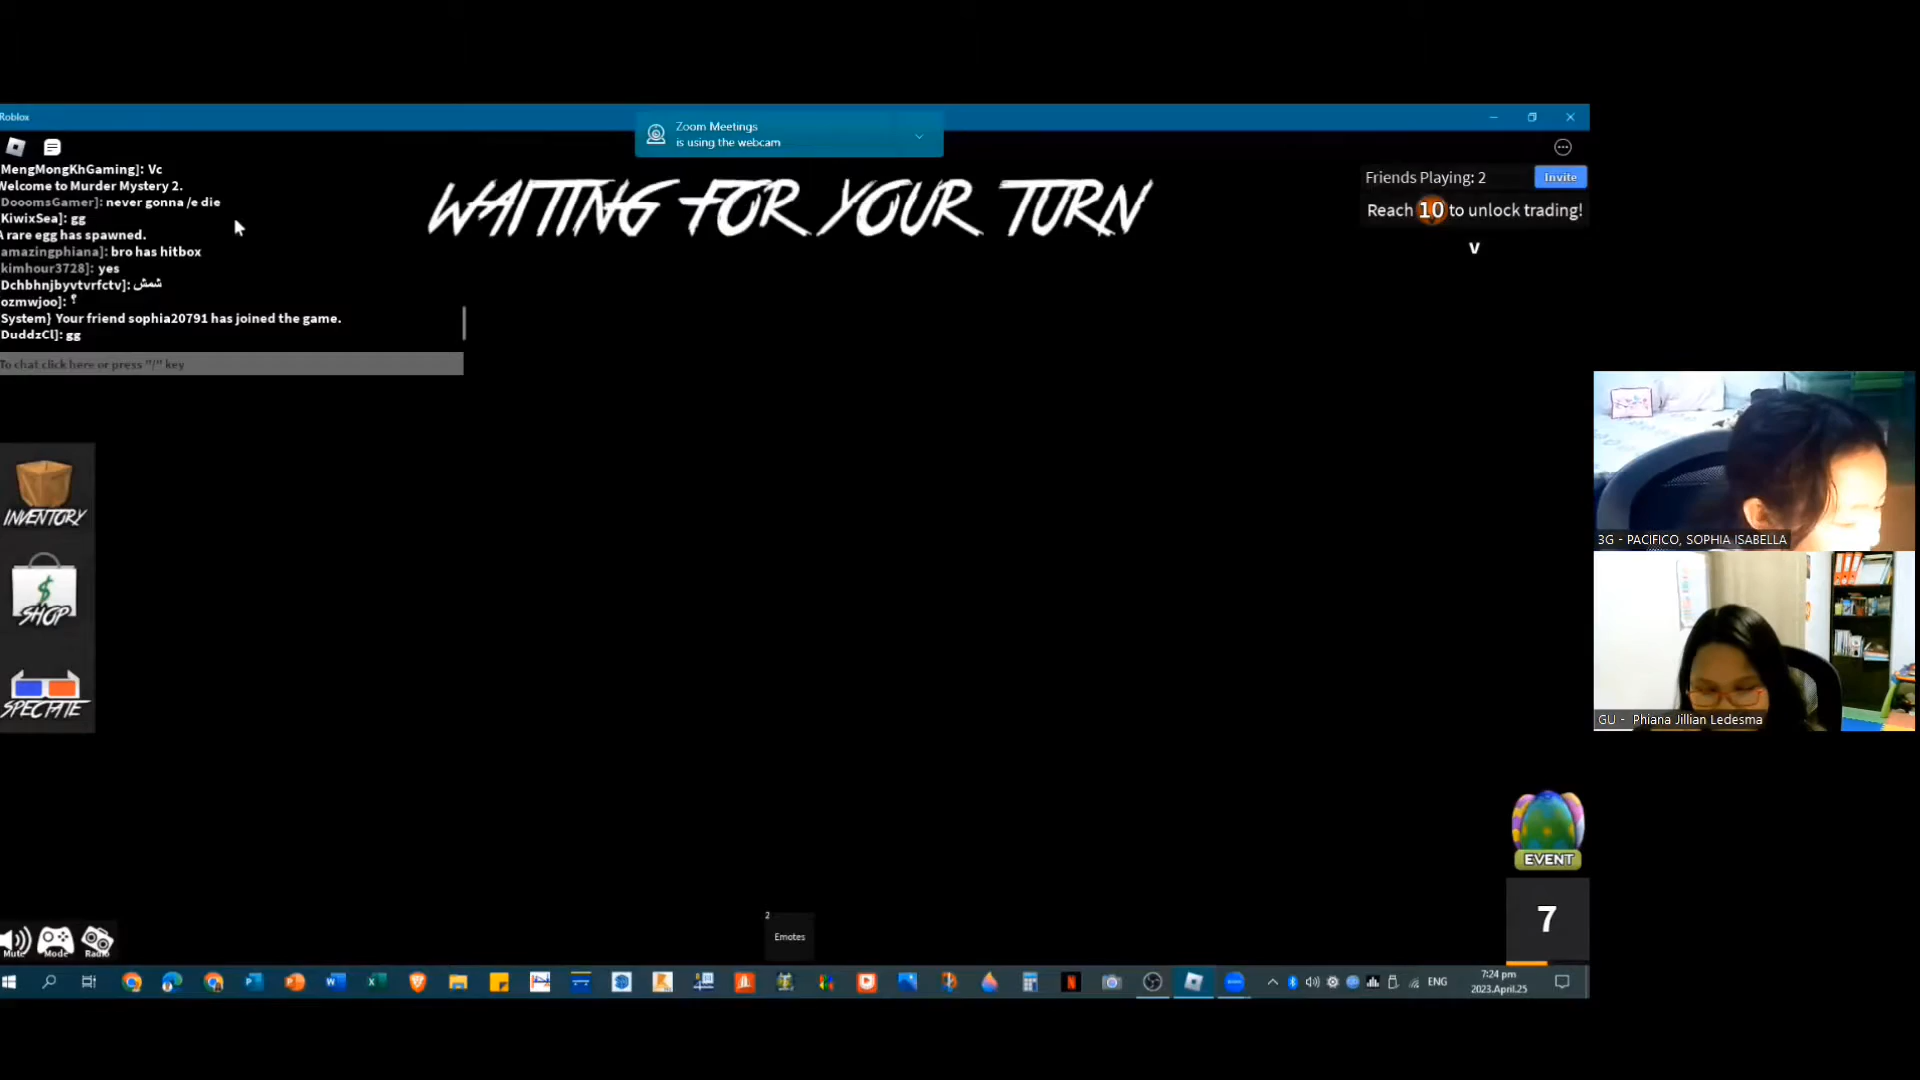 Roblox
Zoom Meetings
is using the webcam
MengMongKhGaming]: Vc
Welcome to Murder Mystery 2.
DooomsGamer]: never gonna /e die
KiwixSea]: gg
A rare egg has spawned.
amazingphiana]: bro has hitbox
kimhour3728]: yes
Dchbhnjbyvtvrfctv]: شمش
ozmwjoo]: ؟
System} Your friend sophia20791 has joined the game.
DuddzCl]: gg
To chat click here or press "/" key
WAITING FOR YOUR TURN
Friends Playing: 2
Invite
Reach 10 to unlock trading!
v
INVENTORY
SHOP
SPECTATE
3G - PACIFICO, SOPHIA ISABELLA
GU - Phiana Jillian Ledesma
EVENT
7
2
Emotes
Mute
Mode
Radio
ENG
7:24 pm
2023.April.25